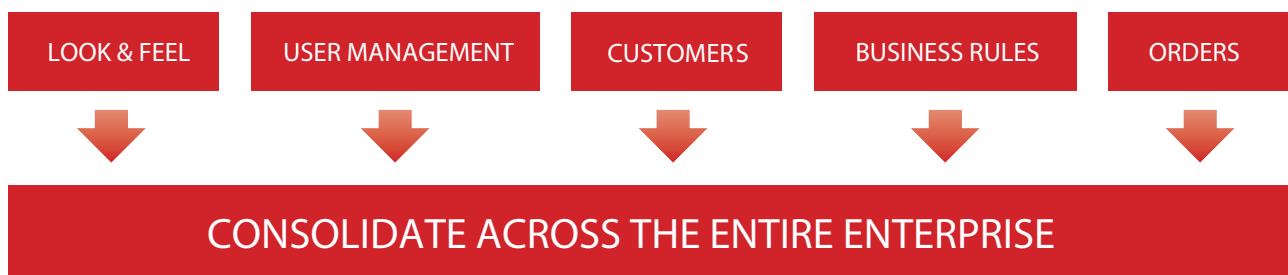 LOOK & FEEL
USER MANAGEMENT
CUSTOMERS
BUSINESS RULES
ORDERS
CONSOLIDATE ACROSS THE ENTIRE ENTERPRISE